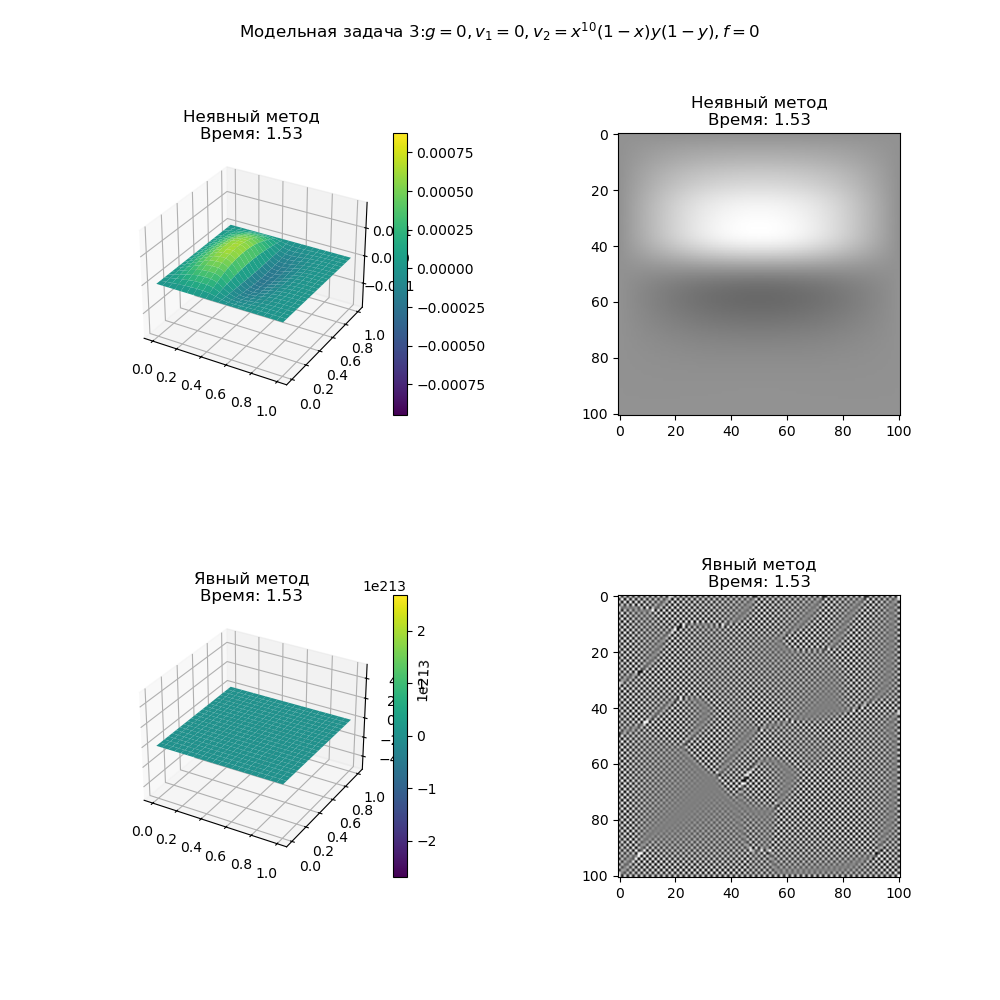 Модельная задача 3:g = 0, v₁ = 0, v₂ = x¹⁰(1 − x)y(1 − y), f = 0
Неявный метод
Время: 1.53
0.0 0.2 0.4 0.6 0.8 1.0
0.0 0.2 0.4 0.6 0.8 1.0
0.00075
0.00050
0.00025
0.00000
−0.00025
−0.00050
−0.00075
Неявный метод
Время: 1.53
0
20
40
60
80
100
0 20 40 60 80 100
Явный метод
Время: 1.53
0.0 0.2 0.4 0.6 0.8 1.0
0.0 0.2 0.4 0.6 0.8 1.0
1e213
1e213
2
0
−1
−2
Явный метод
Время: 1.53
0
20
40
60
80
100
0 20 40 60 80 100